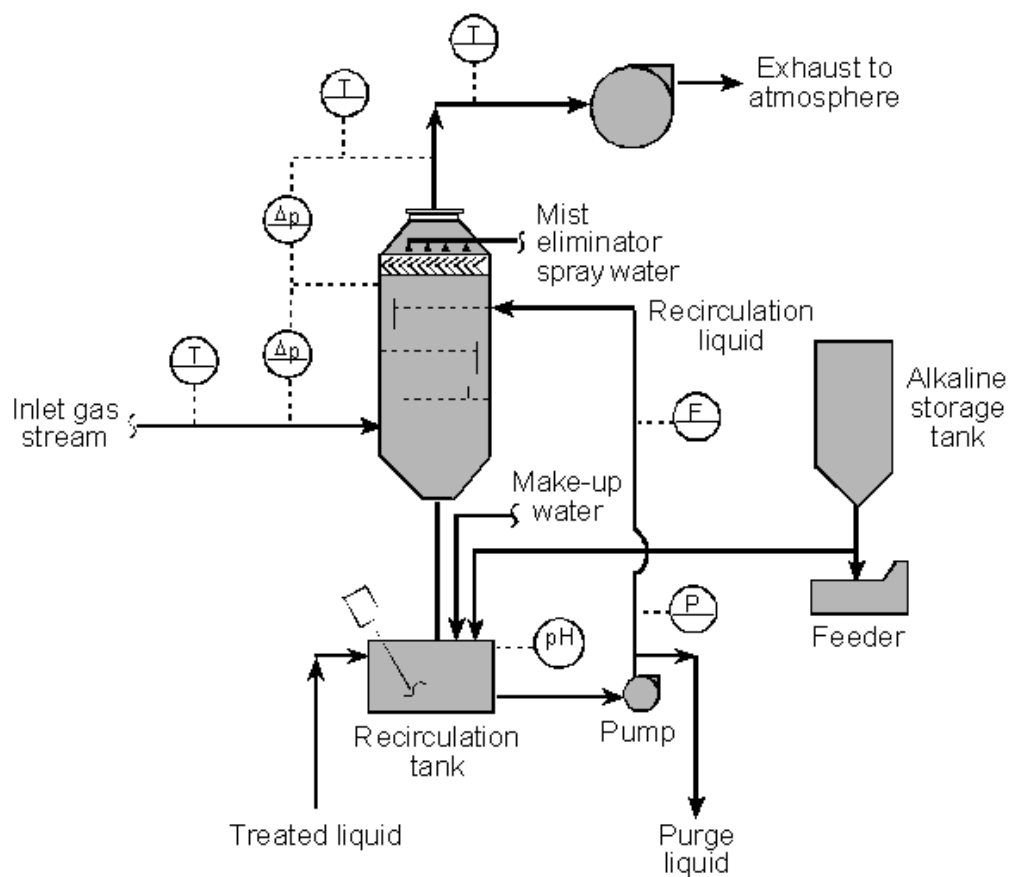 T
T
Exhaust to
atmosphere
Δp
Mist
eliminator
spray water
Recirculation
liquid
T
Δp
Alkaline
storage
tank
Inlet gas
stream
F
Make-up
water
P
Feeder
pH
Recirculation
tank
Pump
Treated liquid
Purge
liquid